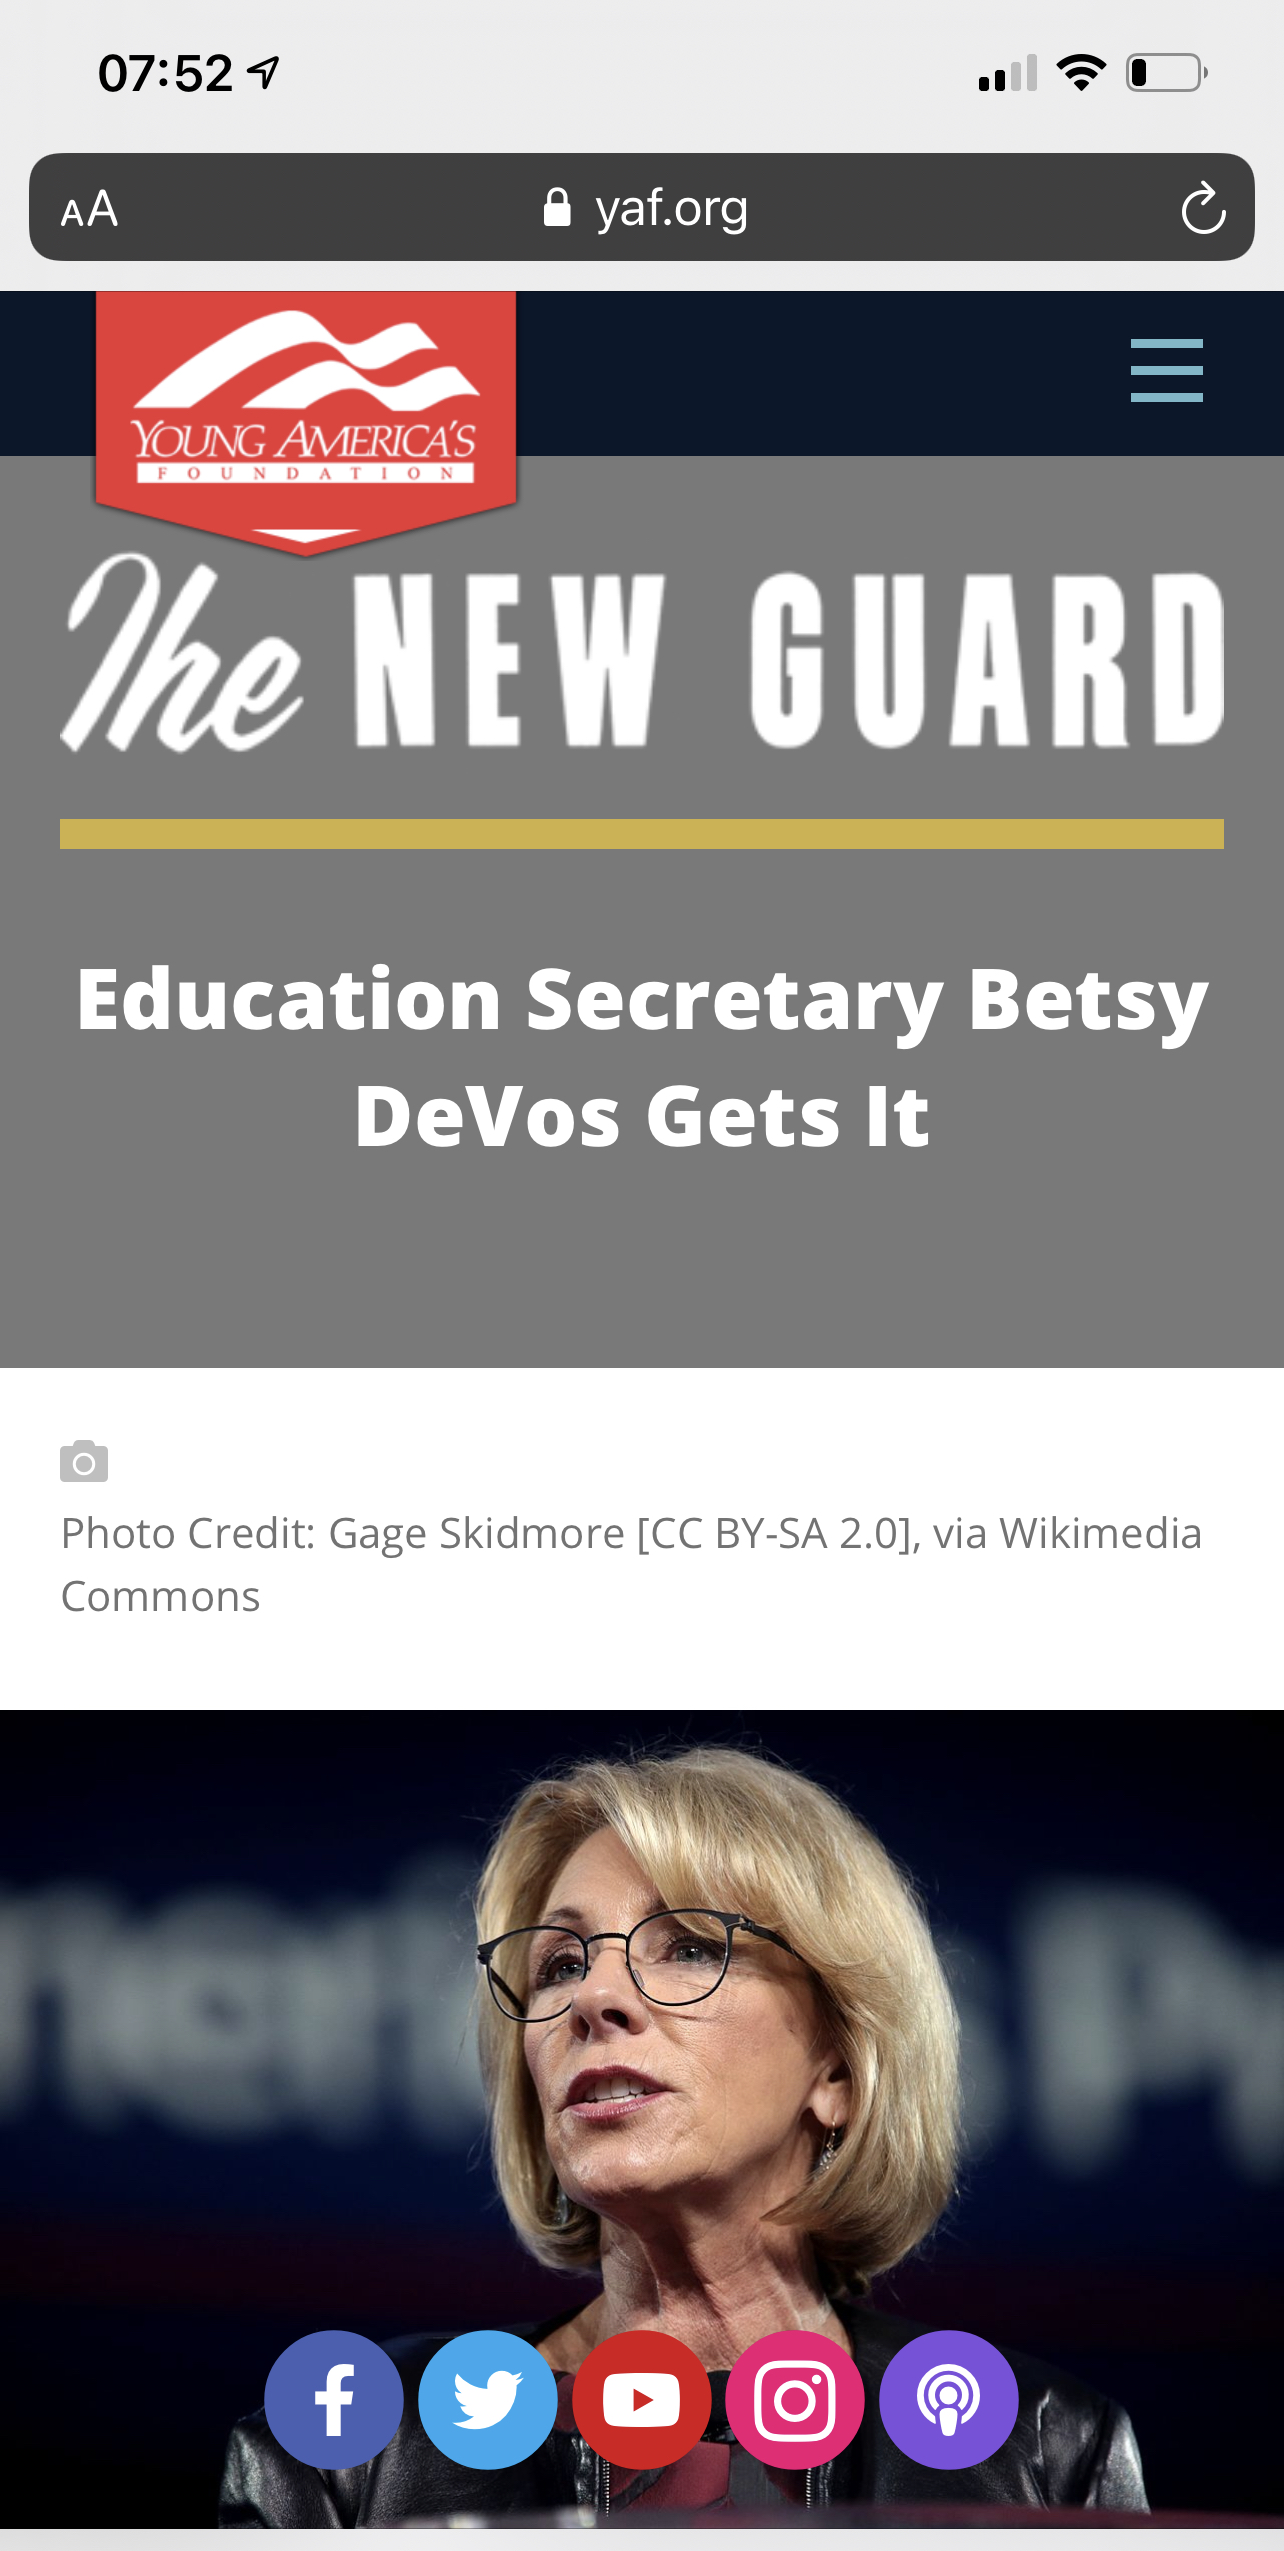 07:52
AA yaf.org
YOUNG AMERICA'S
FOUNDATION
The NEW GUARD
Education Secretary Betsy
DeVos Gets It
Photo Credit: Gage Skidmore [CC BY-SA 2.0], via Wikimedia
Commons